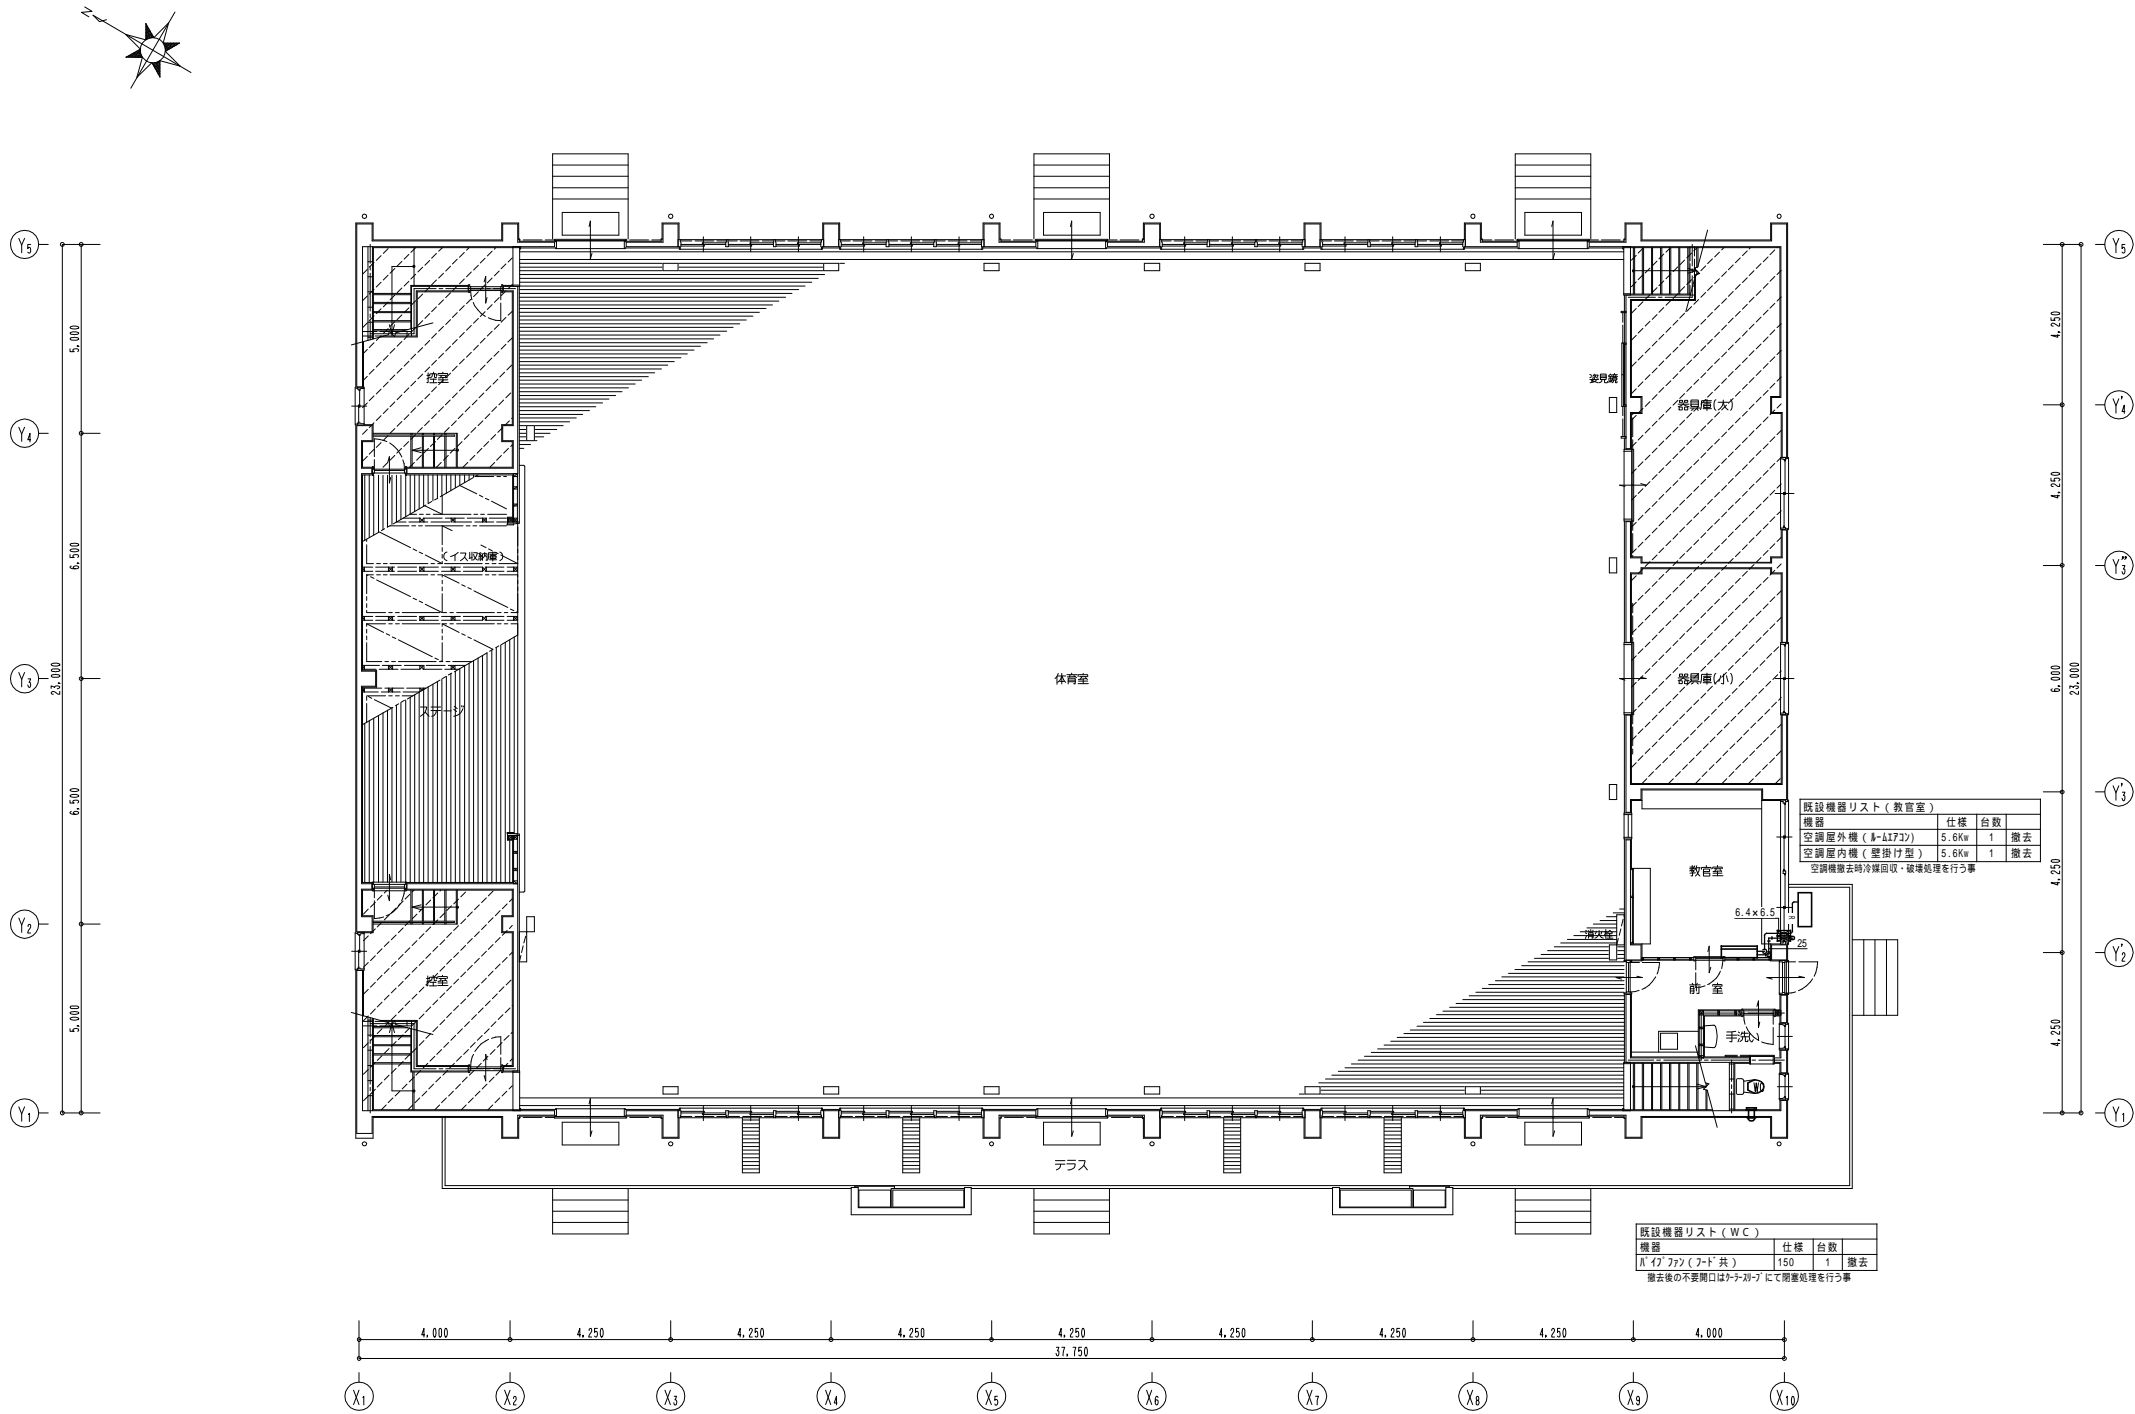 N
Y5
Y5
5.000
4.250
控室
姿見鏡
器具庫(大)
Y4
Y'4
6.500
4.250
(イス収納庫)
Y"3
Y3
23.000
ステージ
体育室
器具庫(小)
6.000
23.000
6.500
Y'3
既設機器リスト(教官室)
機器 仕様 台数
空調屋外機(ルームエアコン) 5.6Kw 1 撤去
空調屋内機(壁掛け型) 5.6Kw 1 撤去
空調機撤去時冷媒回収・破壊処理を行う事
教官室
4.250
6.4×6.5
R
25
Y2
消火栓
Y'2
控室
前 室
5.000
手洗い
4.250
W
Y1
Y1
テラス
既設機器リスト(WC)
機器 仕様 台数
パイプファン(フード共) 150 1 撤去
撤去後の不要開口はクーラースリーブにて閉塞処理を行う事
4.000 4.250 4.250 4.250 4.250 4.250 4.250 4.250 4.000
37.750
X1 X2 X3 X4 X5 X6 X7 X8 X9 X10